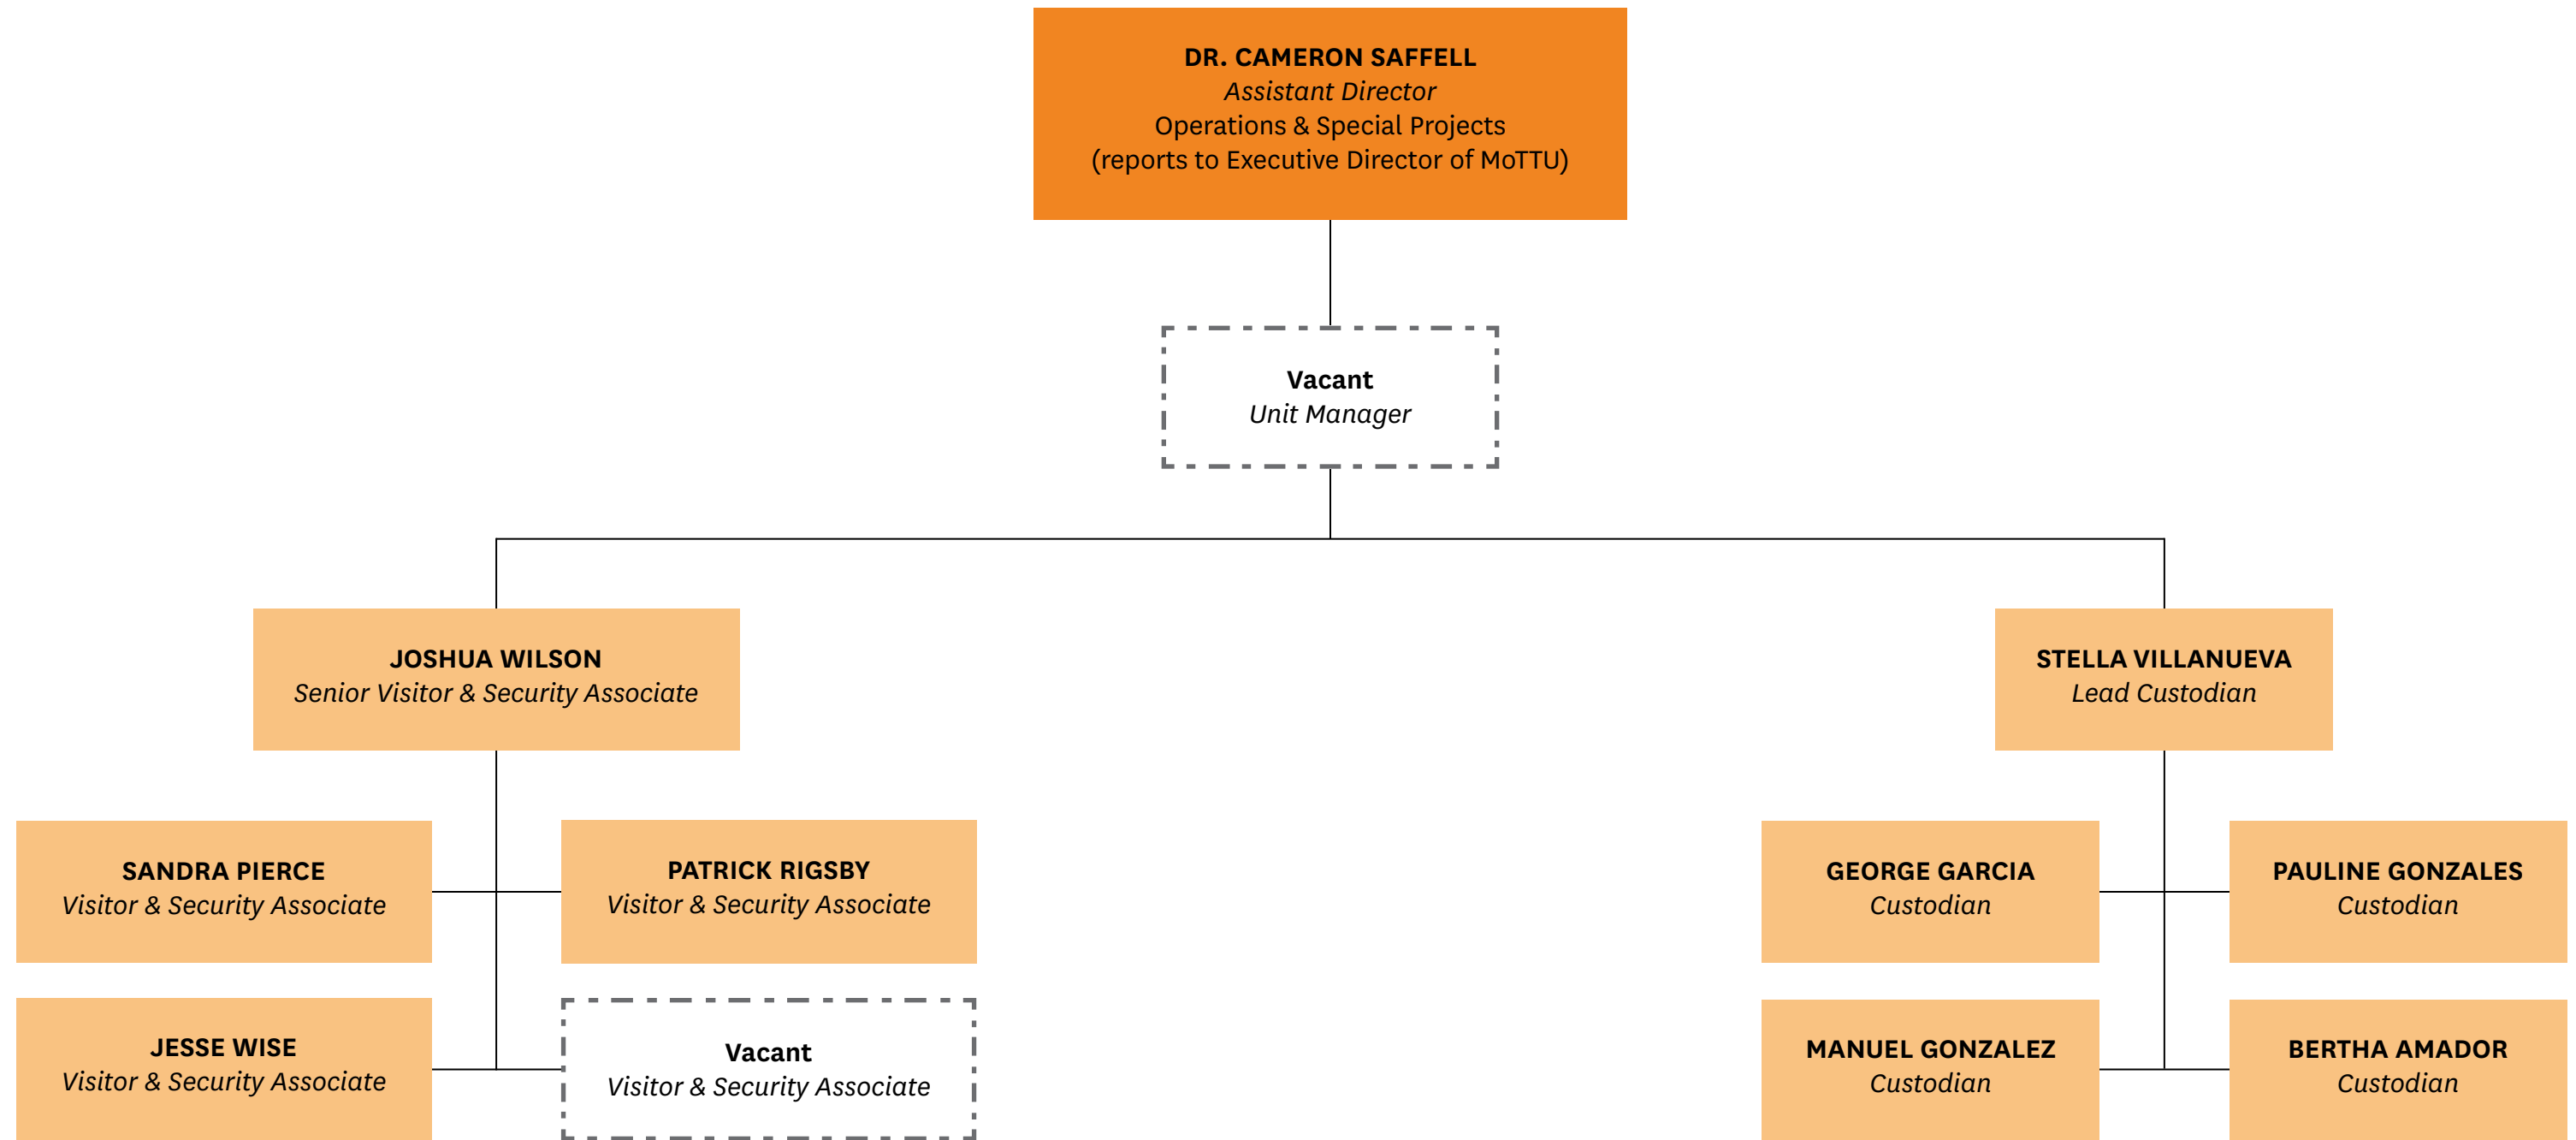 DR. CAMERON SAFFELL
Assistant Director
Operations & Special Projects
(reports to Executive Director of MoTTU)
Vacant
Unit Manager
JOSHUA WILSON
Senior Visitor & Security Associate
STELLA VILLANUEVA
Lead Custodian
SANDRA PIERCE
Visitor & Security Associate
PATRICK RIGSBY
Visitor & Security Associate
GEORGE GARCIA
Custodian
PAULINE GONZALES
Custodian
JESSE WISE
Visitor & Security Associate
Vacant
Visitor & Security Associate
MANUEL GONZALEZ
Custodian
BERTHA AMADOR
Custodian